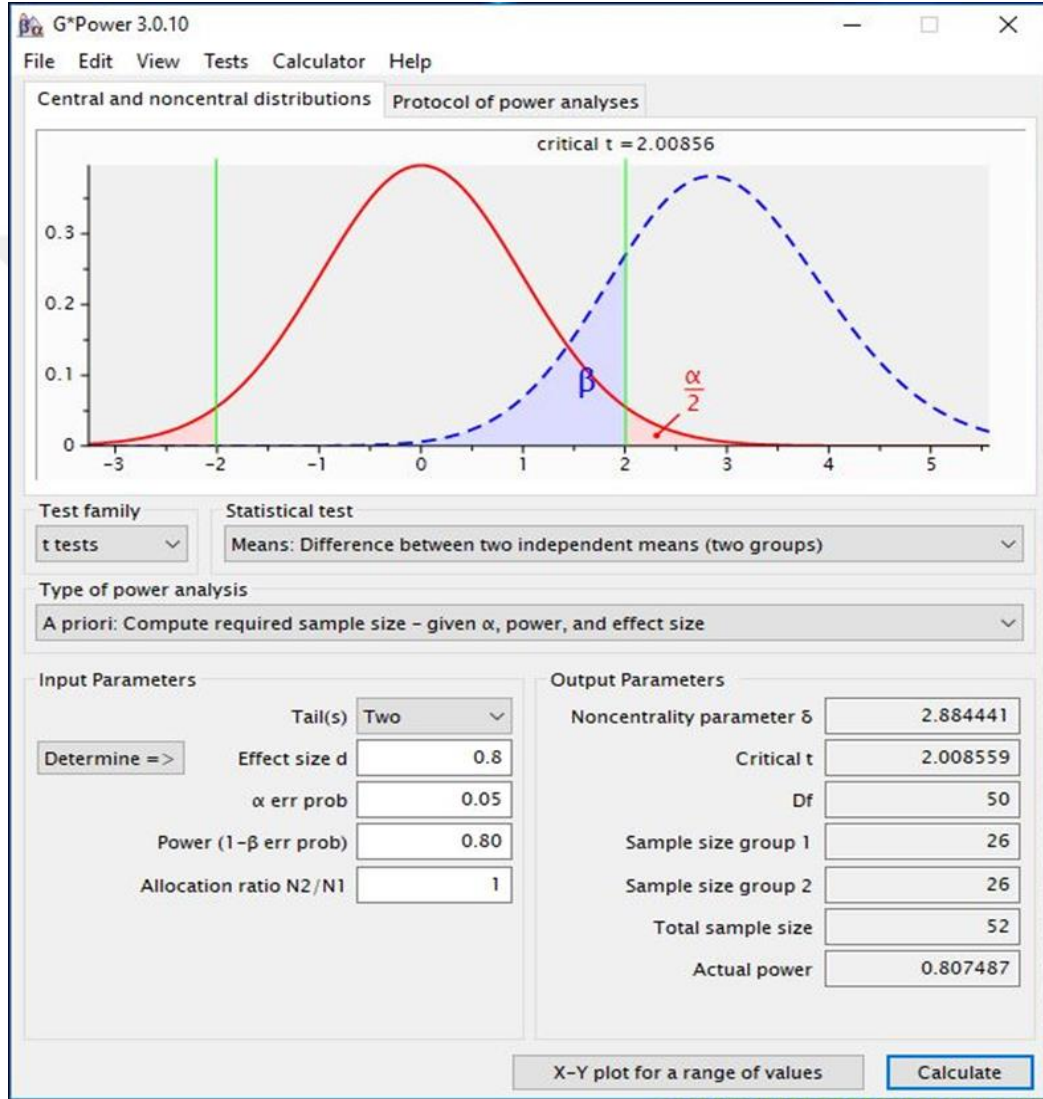 G*Power 3.0.10
File Edit View Tests Calculator Help
Central and noncentral distributions Protocol of power analyses
critical t = 2.00856
0.3
0.2
0.1
0
β
α
2
-3 -2 -1 0 1 2 3 4 5
Test family Statistical test
t tests Means: Difference between two independent means (two groups)
Type of power analysis
A priori: Compute required sample size – given α, power, and effect size
Input Parameters Output Parameters
Tail(s) Two Noncentrality parameter δ 2.884441
Determine => Effect size d 0.8 Critical t 2.008559
α err prob 0.05 Df 50
Power (1-β err prob) 0.80 Sample size group 1 26
Allocation ratio N2/N1 1 Sample size group 2 26
Total sample size 52
Actual power 0.807487
X-Y plot for a range of values Calculate